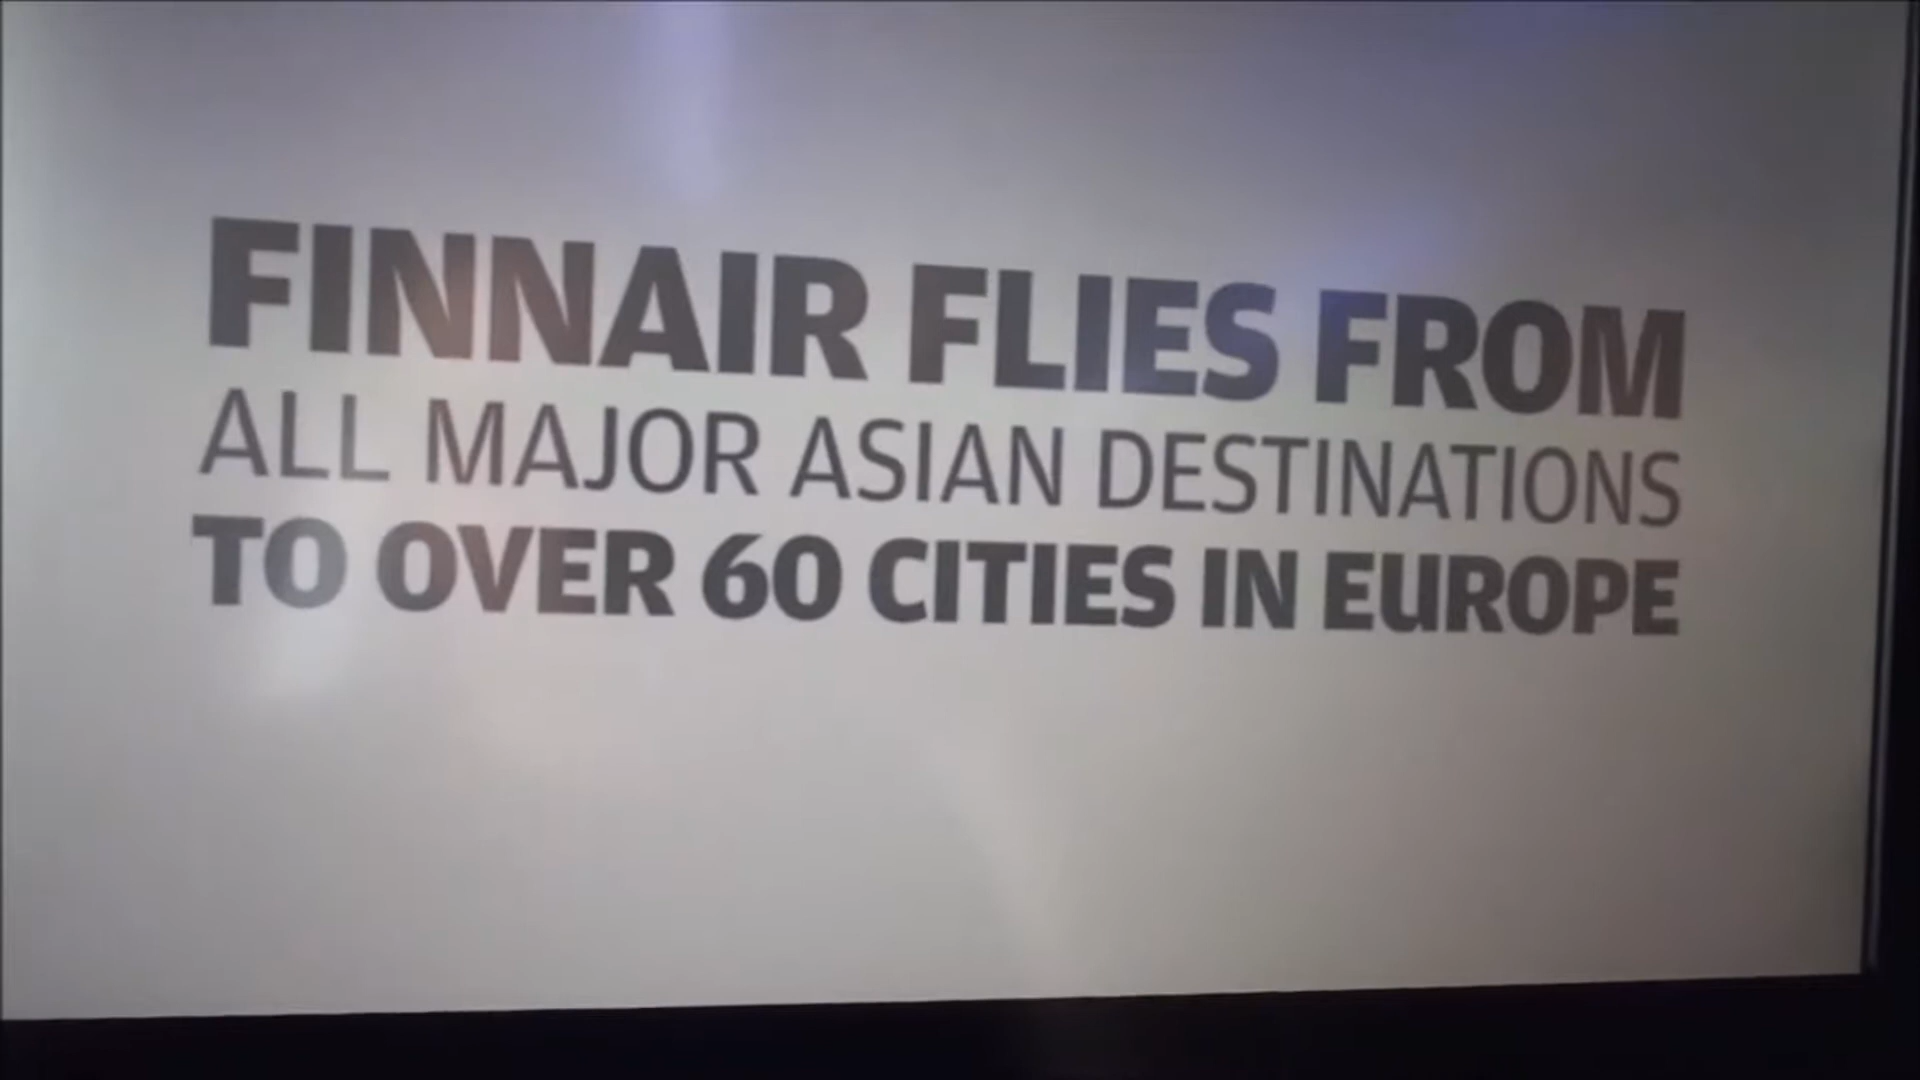 FINNAIR FLIES FROM
ALL MAJOR ASIAN DESTINATIONS
TO OVER 60 CITIES IN EUROPE